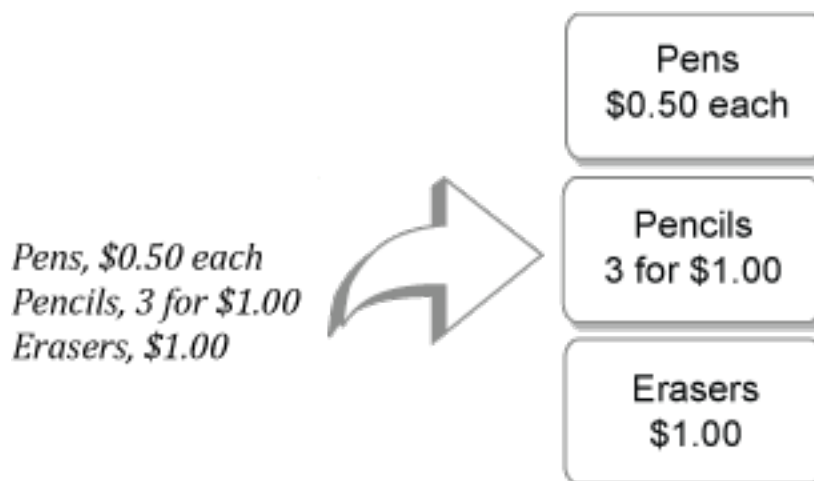 Pens, $0.50 each
Pencils, 3 for $1.00
Erasers, $1.00
Pens
$0.50 each
Pencils
3 for $1.00
Erasers
$1.00